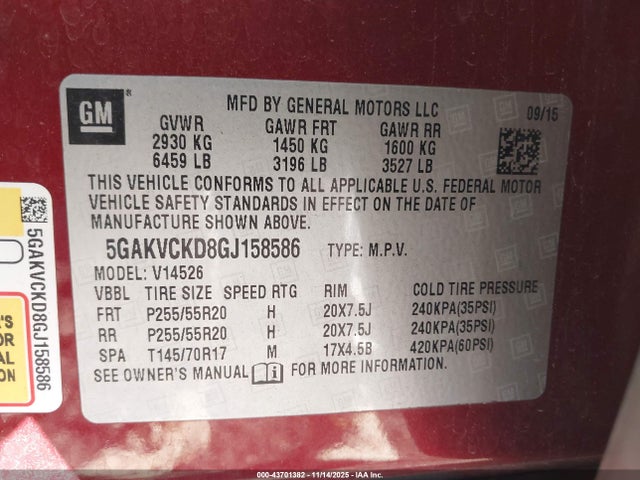 GM
®
MFD BY GENERAL MOTORS LLC 09/15
GVWR GAWR FRT GAWR RR
2930 KG 1450 KG 1600 KG
6459 LB 3196 LB 3527 LB
THIS VEHICLE CONFORMS TO ALL APPLICABLE U.S. FEDERAL MOTOR
VEHICLE SAFETY STANDARDS IN EFFECT ON THE DATE OF
MANUFACTURE SHOWN ABOVE.
5GAKVCKD8GJ158586 TYPE: M.P.V.
MODEL: V14526
VBBL TIRE SIZE SPEED RTG RIM COLD TIRE PRESSURE
FRT P255/55R20 H 20X7.5J 240KPA(35PSI)
RR P255/55R20 H 20X7.5J 240KPA(35PSI)
SPA T145/70R17 M 17X4.5B 420KPA(60PSI)
SEE OWNER'S MANUAL FOR MORE INFORMATION.
5GAKVCKD8GJ158586
000-43701382 - 11/14/2025 - IAA Inc.